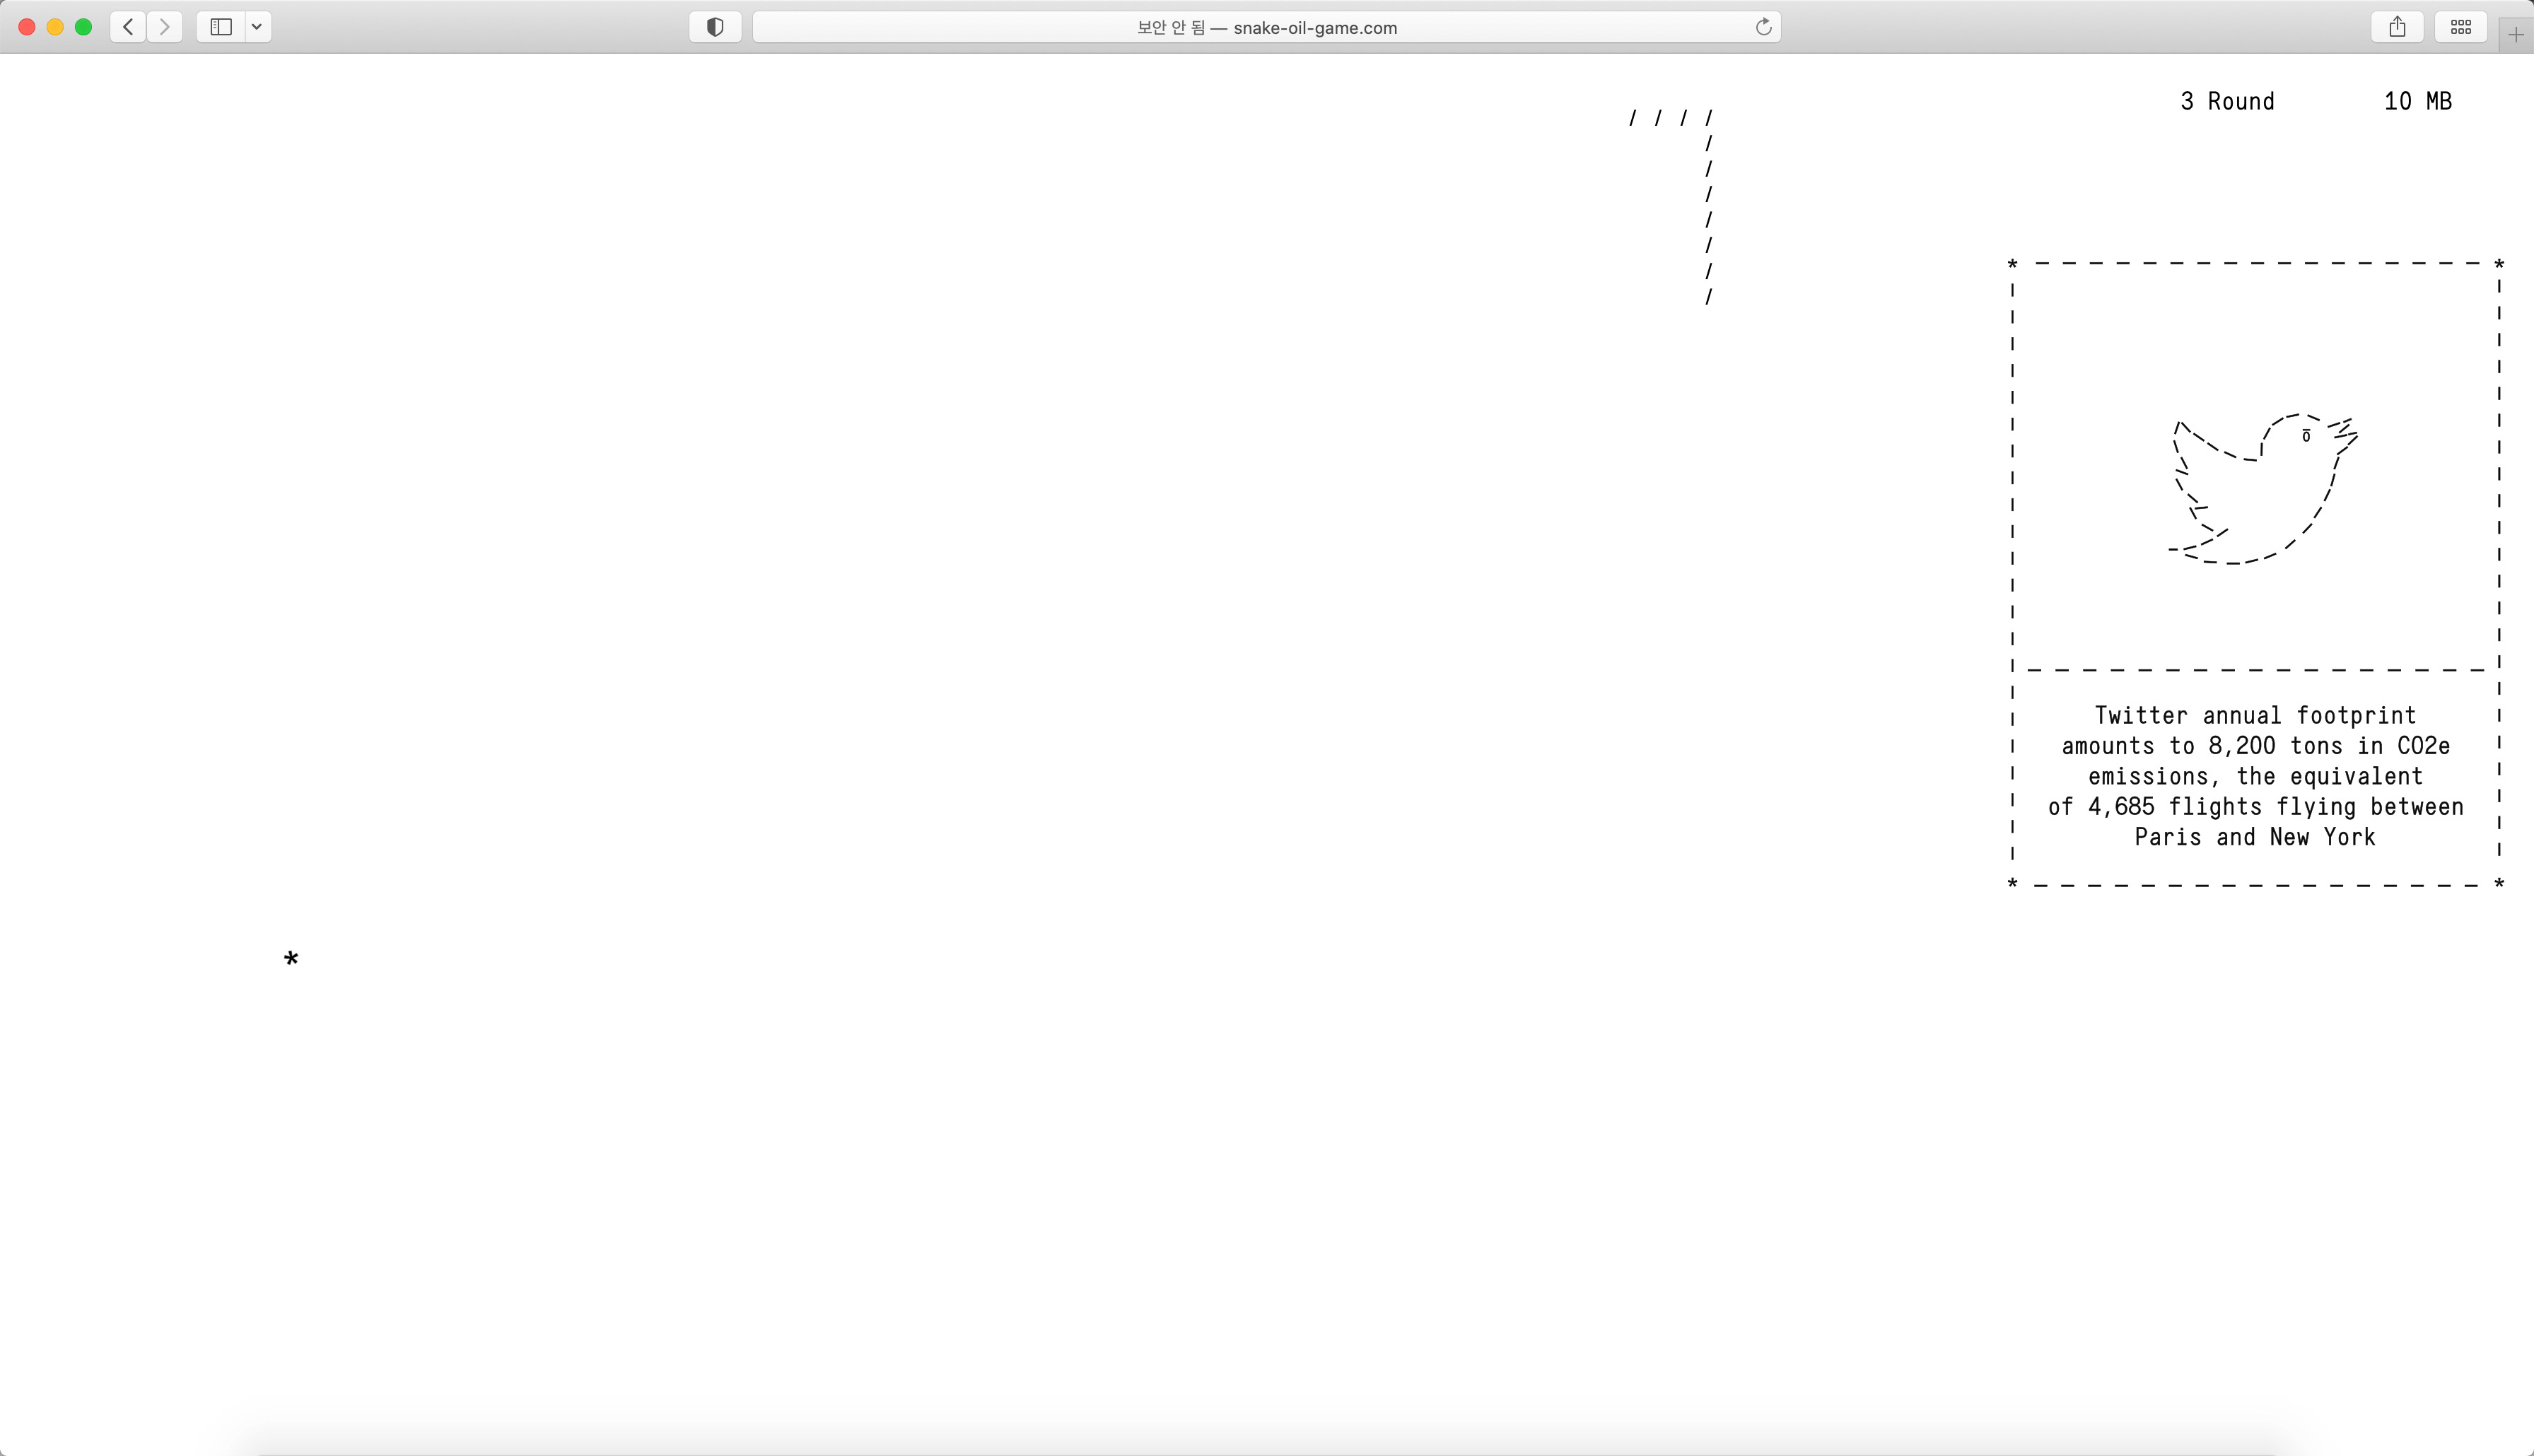 보안 안 됨 — snake-oil-game.com
3 Round 10 MB
/ / / /
/
/
/
/
/
/
/
ō
Twitter annual footprint
amounts to 8,200 tons in CO2e
emissions, the equivalent
of 4,685 flights flying between
Paris and New York
*